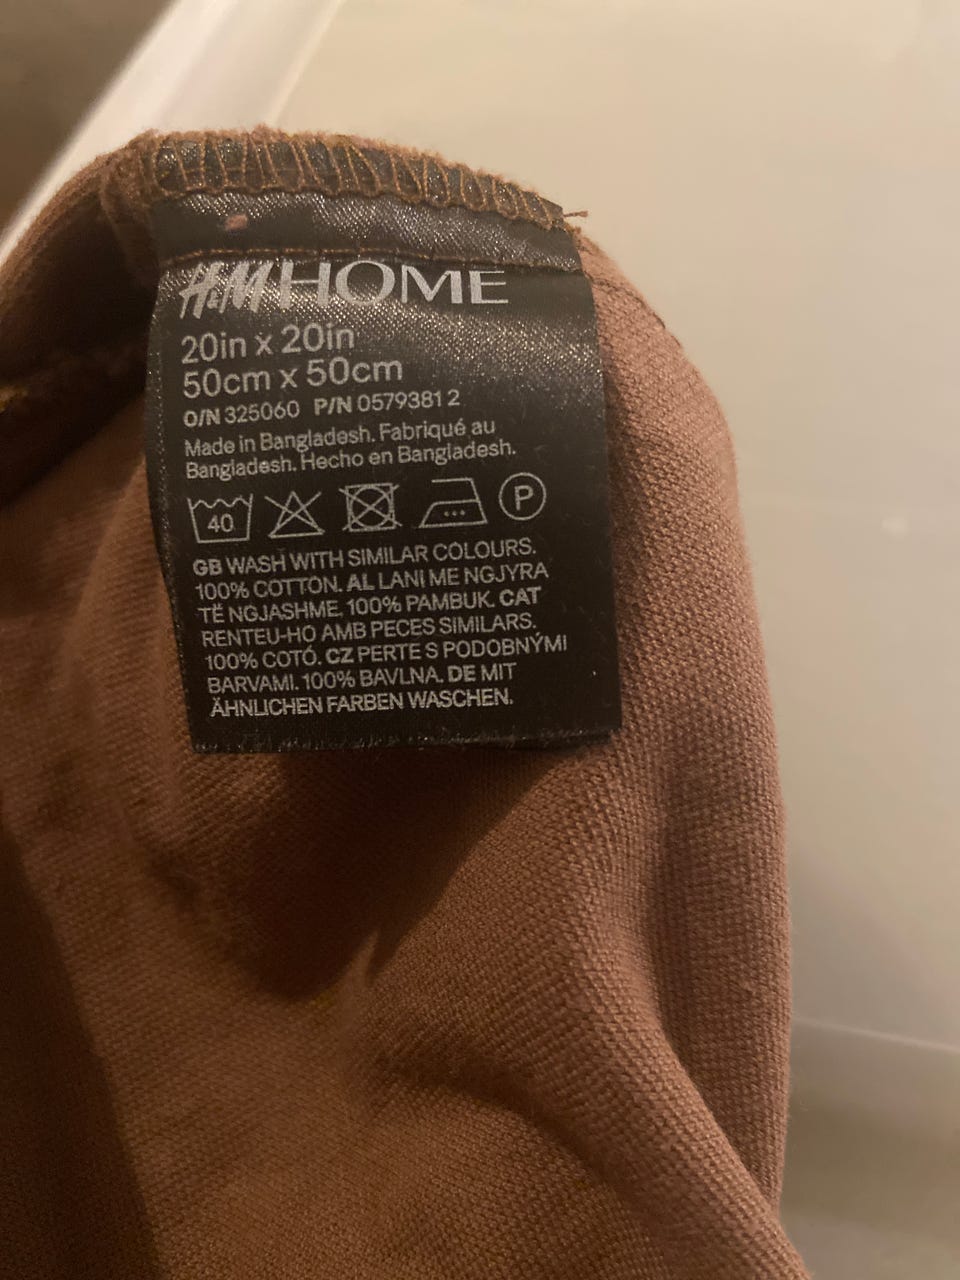 H&M HOME
20in x 20in
50cm x 50cm
O/N 325060 P/N 0579381 2
Made in Bangladesh. Fabriqué au
Bangladesh. Hecho en Bangladesh.
40 P
GB WASH WITH SIMILAR COLOURS.
100% COTTON. AL LANI ME NGJYRA
TË NGJASHME. 100% PAMBUK. CAT
RENTEU-HO AMB PECES SIMILARS.
100% COTÓ. CZ PERTE S PODOBNÝMI
BARVAMI. 100% BAVLNA. DE MIT
ÄHNLICHEN FARBEN WASCHEN.